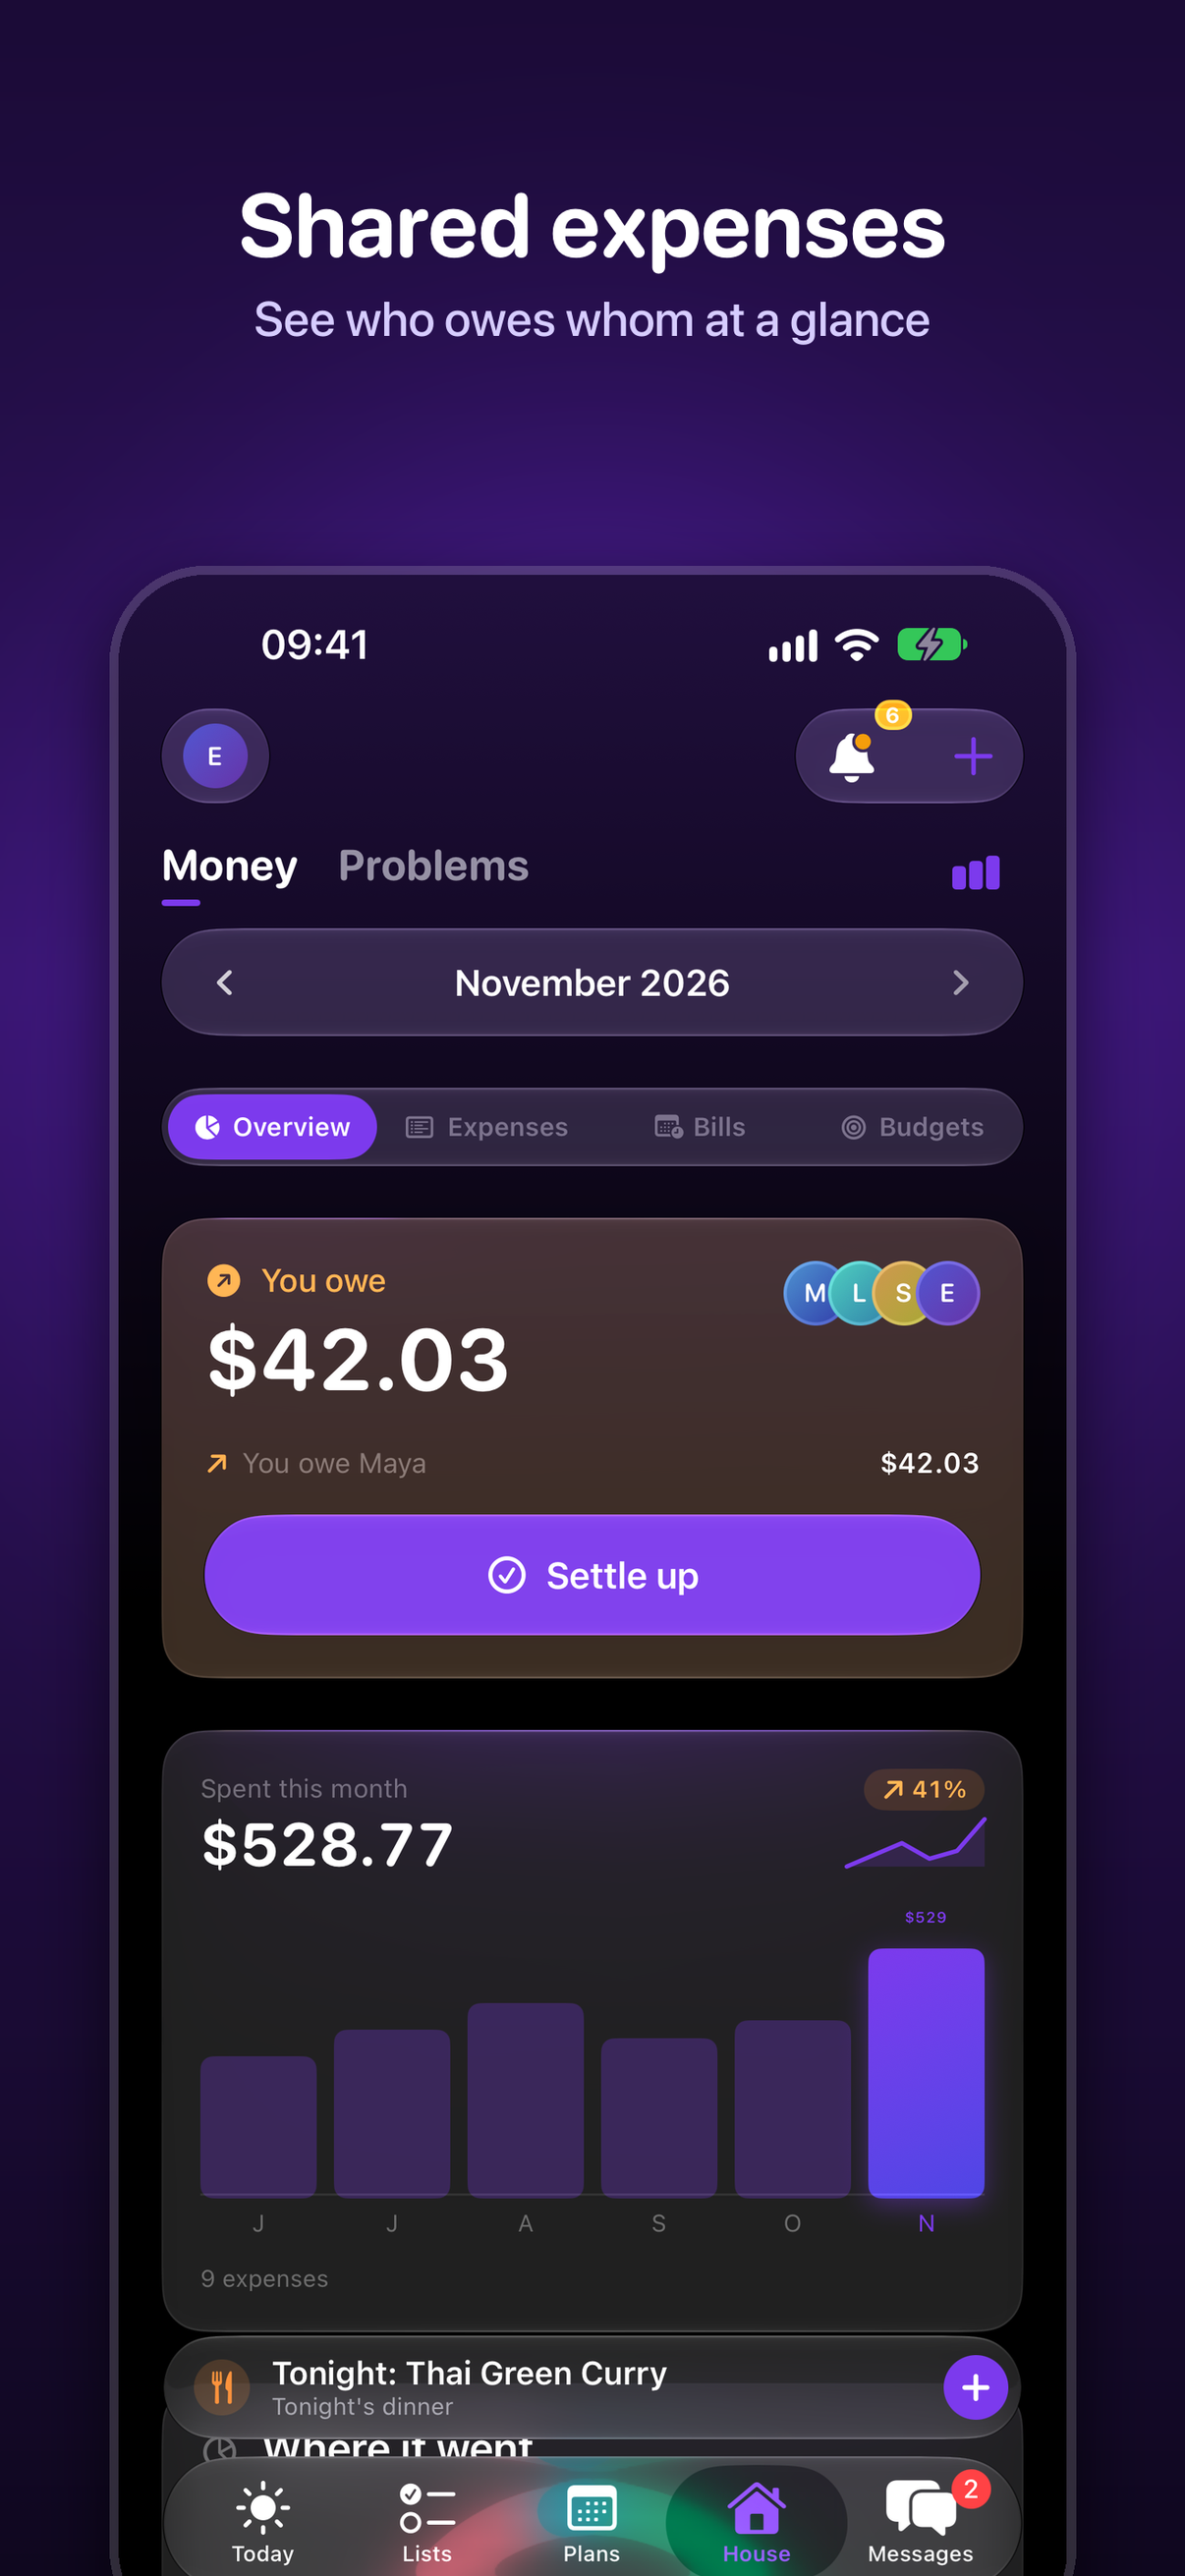 Shared expenses
See who owes whom at a glance
09:41
E
6
Money Problems
November 2026
Overview Expenses Bills Budgets
You owe
M L S E
$42.03
You owe Maya $42.03
Settle up
Spent this month
41%
$528.77
$529
J J A S O N
9 expenses
Tonight: Thai Green Curry
Tonight's dinner
Where it went
2
Today Lists Plans House Messages